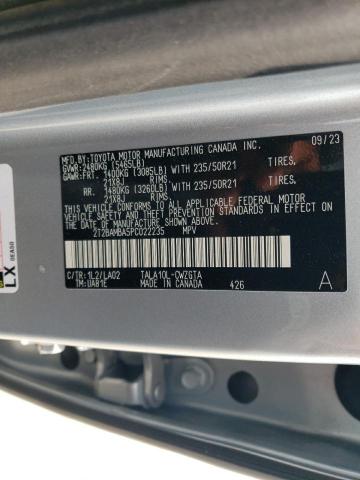 MFD.BY:TOYOTA MOTOR MANUFACTURING CANADA INC.
GVWR:2480KG (5465LB) 09/23
GAWR:FRT. 1400KG (3085LB) WITH 235/50R21 TIRES,
21X8J RIMS,
RR. 1480KG (3260LB) WITH 235/50R21 TIRES,
21X8J RIMS,
THIS VEHICLE CONFORMS TO ALL APPLICABLE
FEDERAL MOTOR VEHICLE SAFETY AND
THEFT PREVENTION STANDARDS IN EFFECT ON THE DATE OF
MANUFACTURE SHOWN ABOVE.
2T2BAMBA5PC022235 MPV
C/TR:1L2/LA02 TALA10L-CWZGTA
TM:UA81E MADE IN CANADA 426 A
LX
0EA50